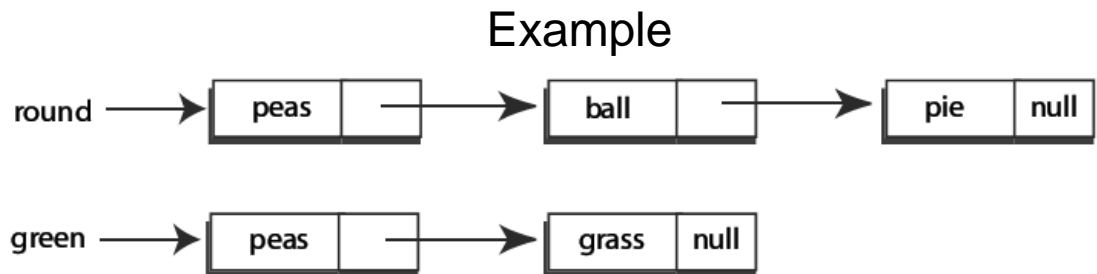 Example
round peas ball pie null
green peas grass null